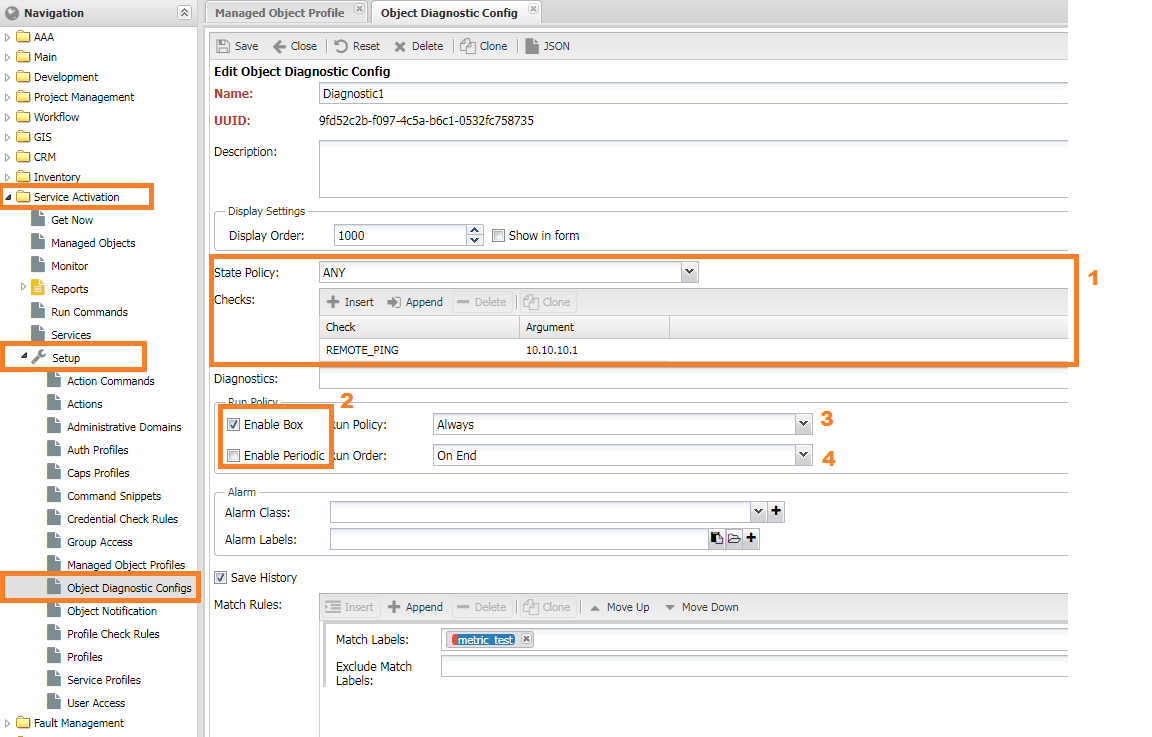 Navigation
AAA
Main
Development
Project Management
Workflow
GIS
CRM
Inventory
Service Activation
Get Now
Managed Objects
Monitor
Reports
Run Commands
Services
Setup
Action Commands
Actions
Administrative Domains
Auth Profiles
Caps Profiles
Command Snippets
Credential Check Rules
Group Access
Managed Object Profiles
Object Diagnostic Configs
Object Notification
Profile Check Rules
Profiles
Service Profiles
User Access
Fault Management
Managed Object Profile Object Diagnostic Config
Save Close Reset Delete Clone JSON
Edit Object Diagnostic Config
Name: Diagnostic1
UUID: 9fd52c2b-f097-4c5a-b6c1-0532fc758735
Description:
Display Settings
Display Order: 1000 Show in form
State Policy: ANY 1
Checks: Insert Append Delete Clone
Check Argument
REMOTE_PING 10.10.10.1
Diagnostics:
Run Policy 2
Enable Box Run Policy: Always 3
Enable Periodic Run Order: On End 4
Alarm
Alarm Class:
Alarm Labels:
Save History
Match Rules: Insert Append Delete Clone Move Up Move Down
Match Labels: metric test
Exclude Match
Labels: